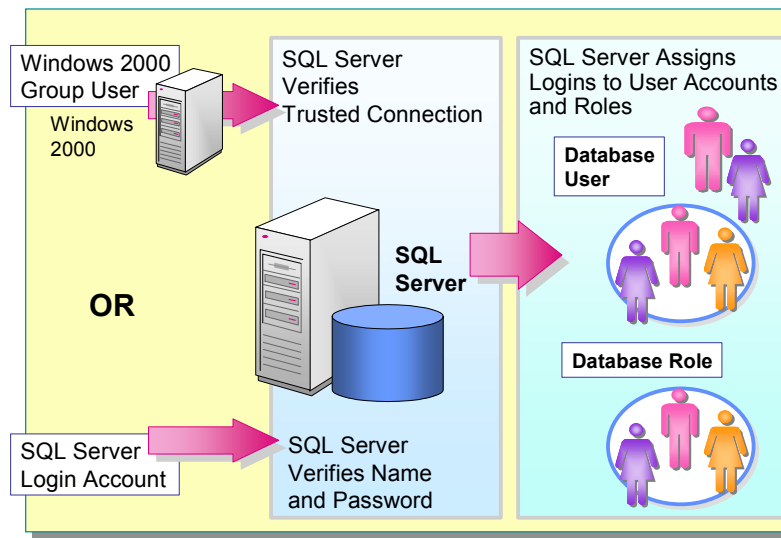 Windows 2000
Group User
Windows
2000
SQL Server
Verifies
Trusted Connection
OR
SQL
Server
SQL Server
Login Account
SQL Server
Verifies Name
and Password
SQL Server Assigns
Logins to User Accounts
and Roles
Database
User
Database Role